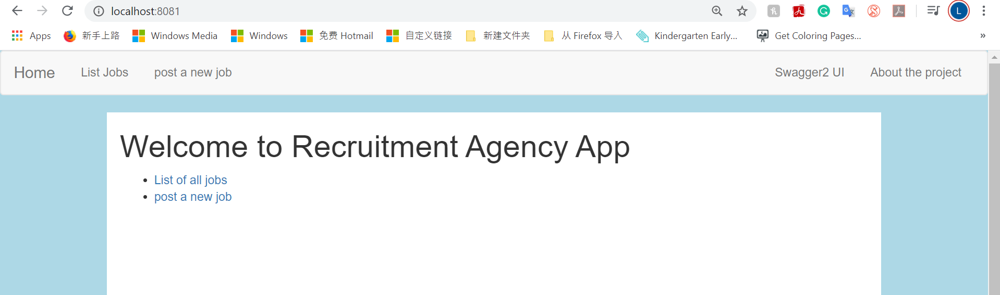 localhost:8081
L
Apps 新手上路 Windows Media Windows 免费 Hotmail 自定义链接 新建文件夹 从 Firefox 导入 Kindergarten Early... Get Coloring Pages... »
Home List Jobs post a new job Swagger2 UI About the project
Welcome to Recruitment Agency App
List of all jobs
post a new job